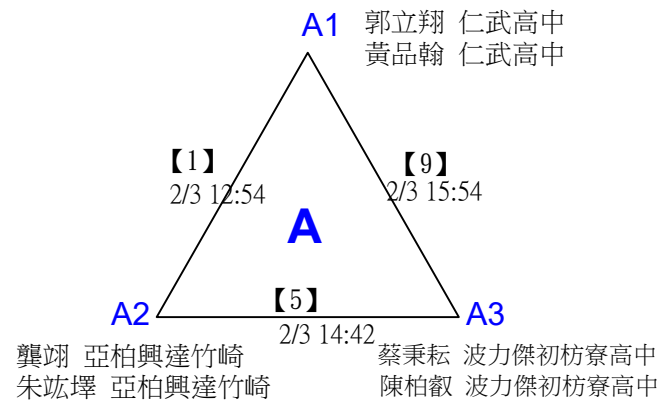 A1
郭立翔 仁武高中
黃品翰 仁武高中
【1】
2/3 12:54
【9】
2/3 15:54
A
A2
【5】
2/3 14:42
A3
龔翊 亞柏興達竹崎
朱竑墿 亞柏興達竹崎
蔡秉耘 波力傑初枋寮高中
陳柏叡 波力傑初枋寮高中